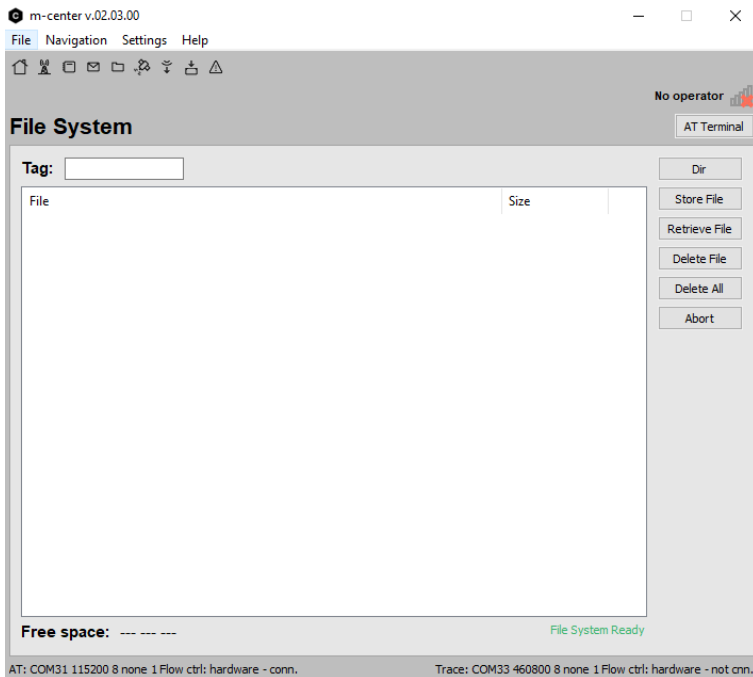 m-center v.02.03.00
File Navigation Settings Help
No operator
File System
AT Terminal
Tag:
Dir
File Size
Store File
Retrieve File
Delete File
Delete All
Abort
Free space: --- --- ---
File System Ready
AT: COM31 115200 8 none 1 Flow ctrl: hardware - conn.
Trace: COM33 460800 8 none 1 Flow ctrl: hardware - not cnn.